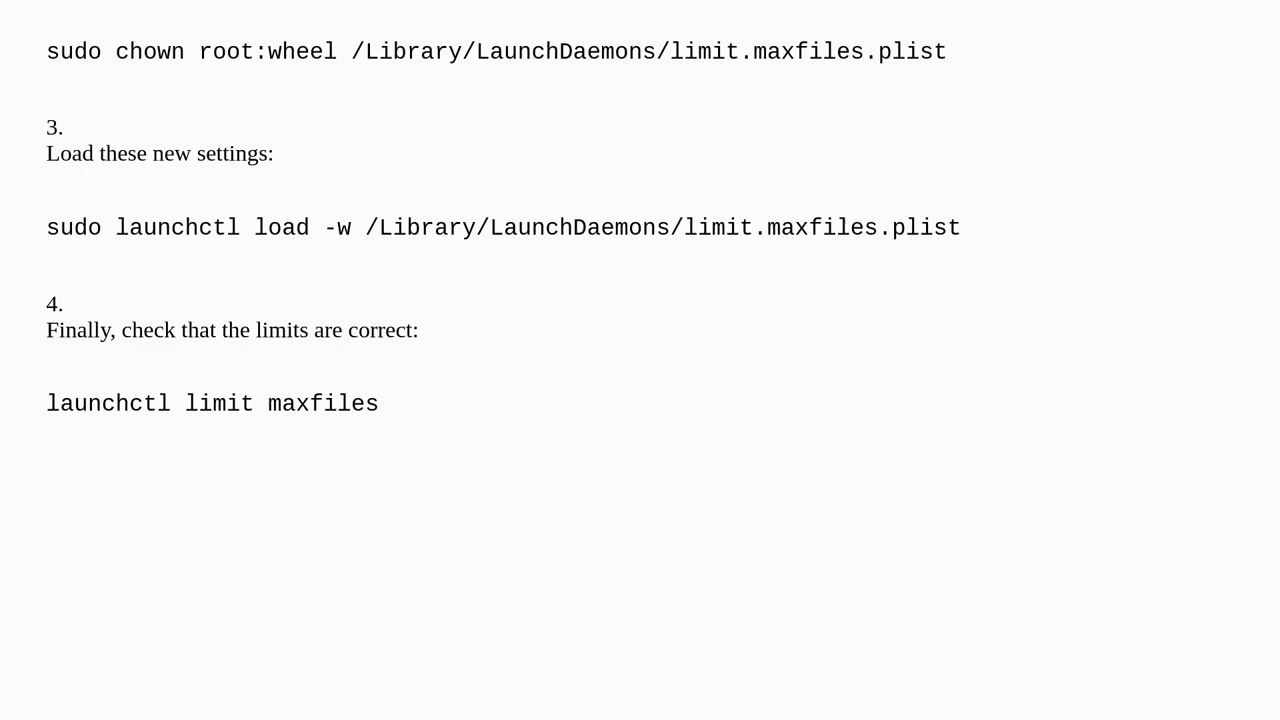 sudo chown root:wheel /Library/LaunchDaemons/limit.maxfiles.plist
3.
Load these new settings:
sudo launchctl load -w /Library/LaunchDaemons/limit.maxfiles.plist
4.
Finally, check that the limits are correct:
launchctl limit maxfiles